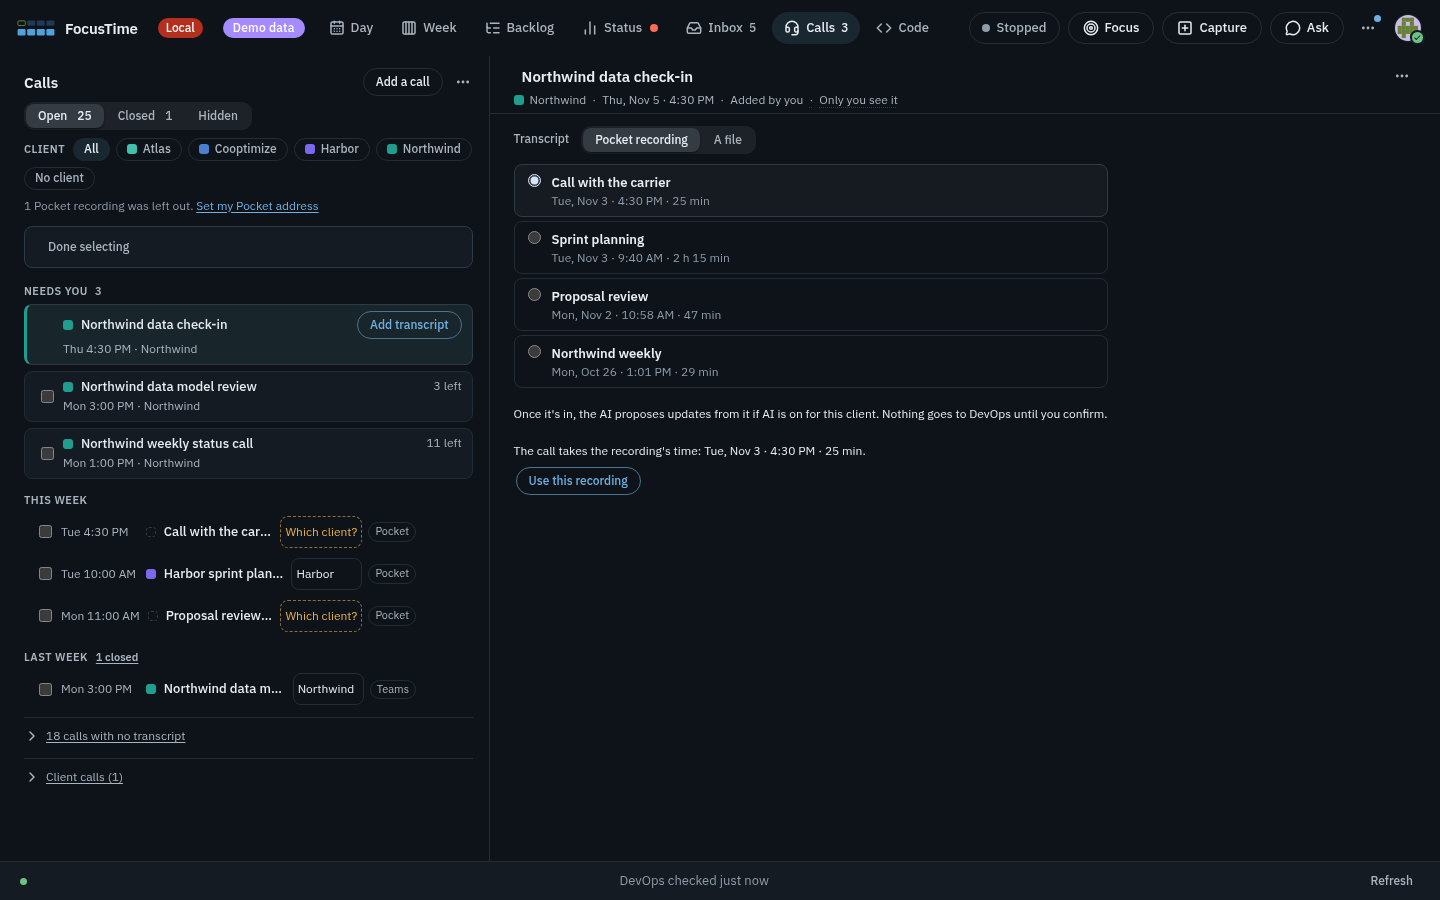 FocusTime Local Demo data Day Week Backlog Status Inbox 5 Calls 3 Code Stopped Focus Capture Ask
Calls Add a call
Open 25 Closed 1 Hidden
CLIENT All Atlas Cooptimize Harbor Northwind
No client
1 Pocket recording was left out. Set my Pocket address
Done selecting
NEEDS YOU 3
Northwind data check-in Add transcript
Thu 4:30 PM · Northwind
Northwind data model review 3 left
Mon 3:00 PM · Northwind
Northwind weekly status call 11 left
Mon 1:00 PM · Northwind
THIS WEEK
Tue 4:30 PM Call with the car... Which client? Pocket
Tue 10:00 AM Harbor sprint plan... Harbor Pocket
Mon 11:00 AM Proposal review... Which client? Pocket
LAST WEEK 1 closed
Mon 3:00 PM Northwind data m... Northwind Teams
18 calls with no transcript
Client calls (1)
Northwind data check-in
Northwind · Thu, Nov 5 · 4:30 PM · Added by you · Only you see it
Transcript Pocket recording A file
Call with the carrier
Tue, Nov 3 · 4:30 PM · 25 min
Sprint planning
Tue, Nov 3 · 9:40 AM · 2 h 15 min
Proposal review
Mon, Nov 2 · 10:58 AM · 47 min
Northwind weekly
Mon, Oct 26 · 1:01 PM · 29 min
Once it's in, the AI proposes updates from it if AI is on for this client. Nothing goes to DevOps until you confirm.
The call takes the recording's time: Tue, Nov 3 · 4:30 PM · 25 min.
Use this recording
DevOps checked just now Refresh